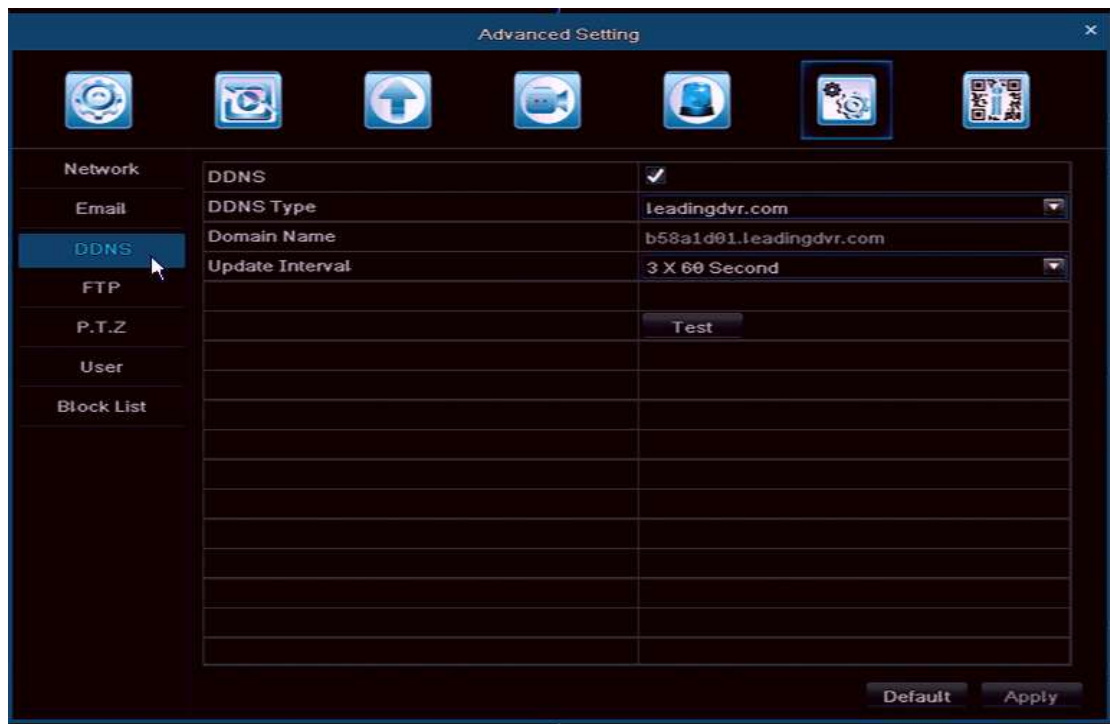 Advanced Setting
Network
Email
DDNS
FTP
P.T.Z
User
Block List
DDNS
DDNS Type
leadingdvr.com
Domain Name
b58a1d01.leadingdvr.com
Update Interval
3 X 60 Second
Test
Default
Apply